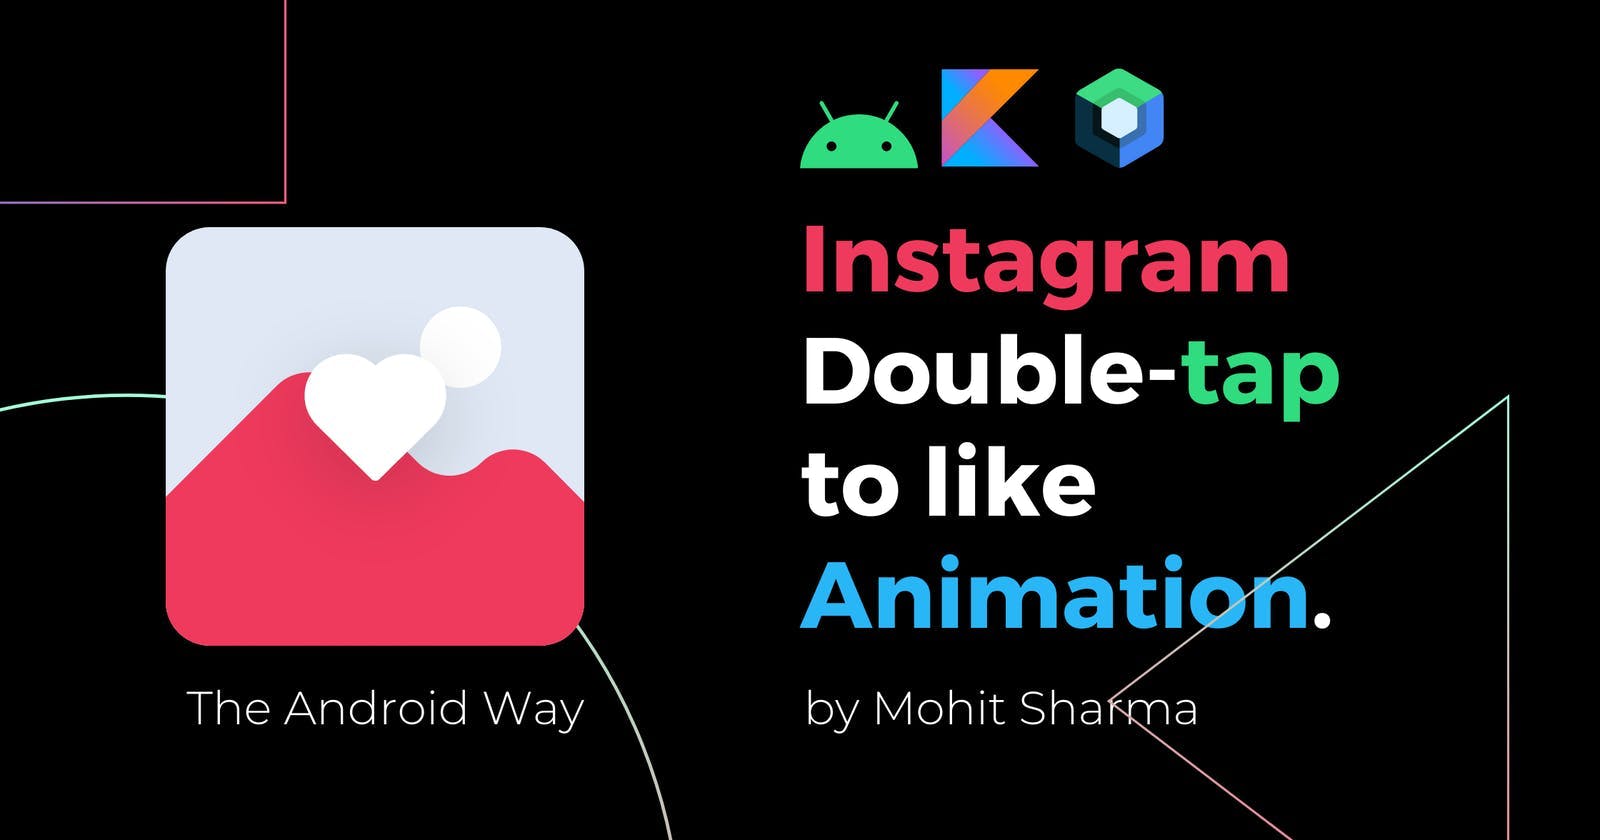 Instagram
Double-tap
to like
Animation.
The Android Way
by Mohit Sharma